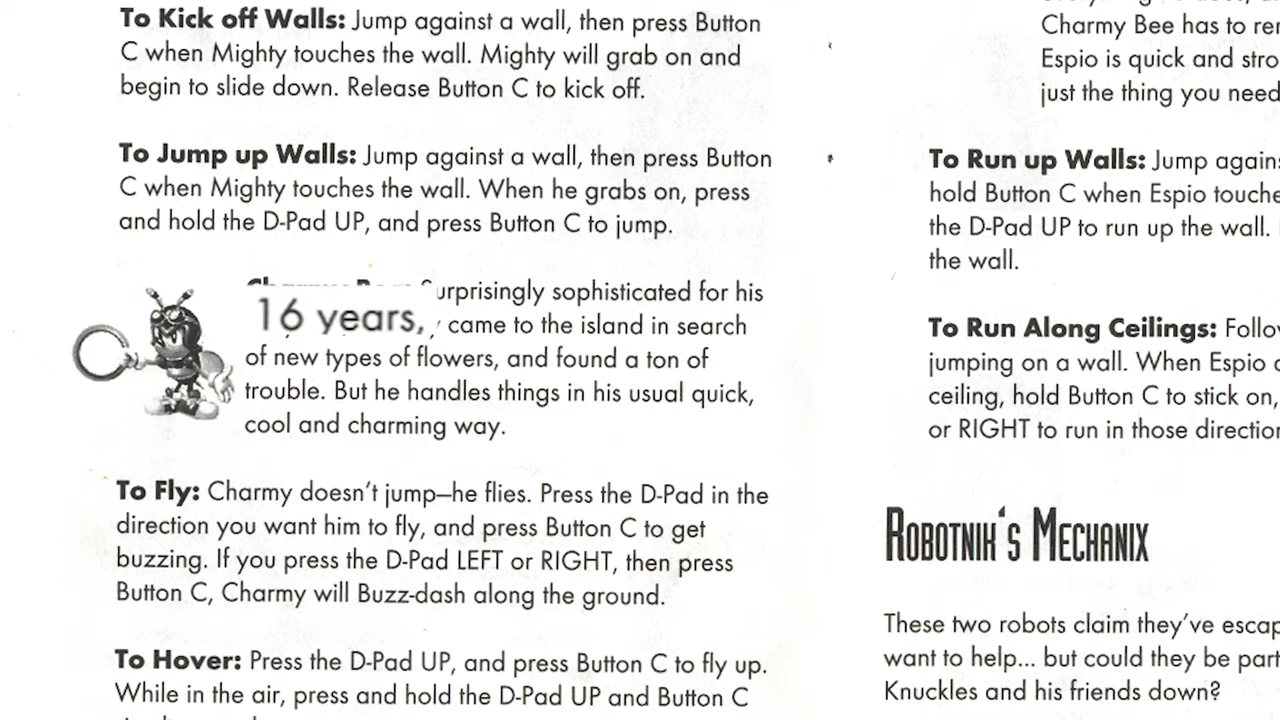 To Kick off Walls: Jump against a wall, then press Button
C when Mighty touches the wall. Mighty will grab on and
begin to slide down. Release Button C to kick off.
To Jump up Walls: Jump against a wall, then press Button
C when Mighty touches the wall. When he grabs on, press
and hold the D-Pad UP, and press Button C to jump.
urprisingly sophisticated for his
16 years, came to the island in search
of new types of flowers, and found a ton of
trouble. But he handles things in his usual quick,
cool and charming way.
To Fly: Charmy doesn't jump—he flies. Press the D-Pad in the
direction you want him to fly, and press Button C to get
buzzing. If you press the D-Pad LEFT or RIGHT, then press
Button C, Charmy will Buzz-dash along the ground.
To Hover: Press the D-Pad UP, and press Button C to fly up.
While in the air, press and hold the D-Pad UP and Button C
Charmy Bee has to re
Espio is quick and stro
just the thing you need
To Run up Walls: Jump agains
hold Button C when Espio touche
the D-Pad UP to run up the wall.
the wall.
To Run Along Ceilings: Follo
jumping on a wall. When Espio
ceiling, hold Button C to stick on,
or RIGHT to run in those direction
Robotnik's Mechanix
These two robots claim they've escap
want to help... but could they be part
Knuckles and his friends down?